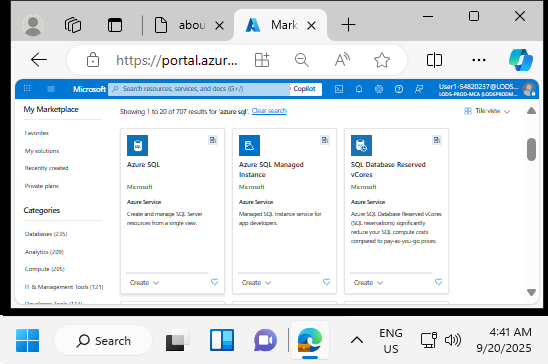 abou
Mark
https://portal.azur...
Microsoft
Search resources, services, and docs (G+/)
Copilot
User1-54820237@LODS...
LODS-PROD-MCA (LODSPRODM...
My Marketplace
Showing 1 to 20 of 707 results for 'azure sql'. Clear search
Tile view
Favorites
My solutions
Recently created
Private plans
Categories
Databases (235)
Analytics (209)
Compute (205)
IT & Management Tools (121)
Azure SQL
Microsoft
Azure Service
Create and manage SQL Server
resources from a single view.
Create
Azure SQL Managed
Instance
Microsoft
Azure Service
Managed SQL Instance service for
app developers.
Create
SQL Database Reserved
vCores
Microsoft
Azure Service
Azure SQL Database Reserved vCores
(SQL reservations) significantly
reduce your SQL compute costs
compared to pay-as-you-go prices.
Create
Search
ENG
US
4:41 AM
9/20/2025